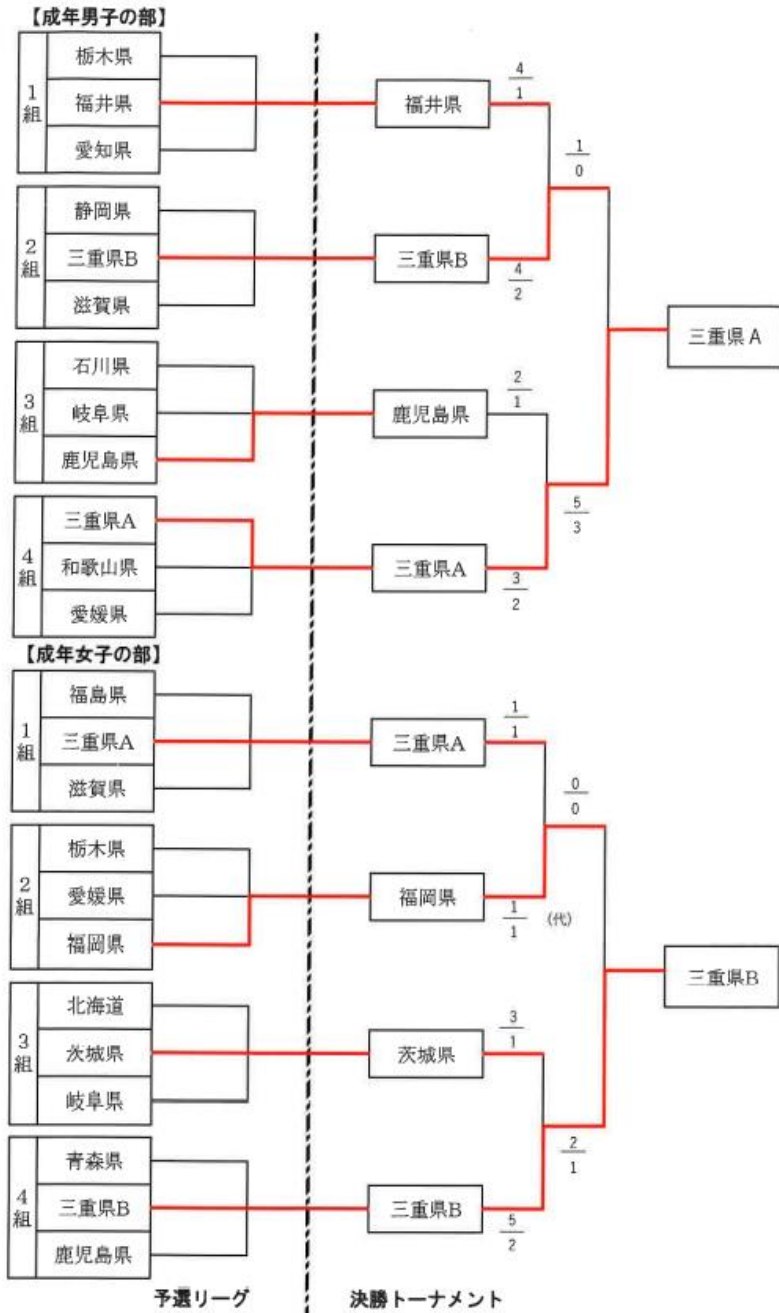 【成年男子の部】
1組
栃木県
福井県
愛知県
福井県
4/1
1/0
2組
静岡県
三重県B
滋賀県
三重県B
4/2
三重県A
3組
石川県
岐阜県
鹿児島県
鹿児島県
2/1
5/3
4組
三重県A
和歌山県
愛媛県
三重県A
3/2
【成年女子の部】
1組
福島県
三重県A
滋賀県
三重県A
1/1
0/0
2組
栃木県
愛媛県
福岡県
福岡県
1/1 (代)
三重県B
3組
北海道
茨城県
岐阜県
茨城県
3/1
2/1
4組
青森県
三重県B
鹿児島県
三重県B
5/2
予選リーグ
決勝トーナメント